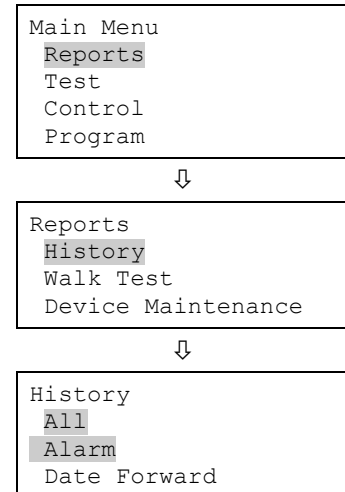 Main Menu
Reports
Test
Control
Program
⇩
Reports
History
Walk Test
Device Maintenance
⇩
History
All
Alarm
Date Forward